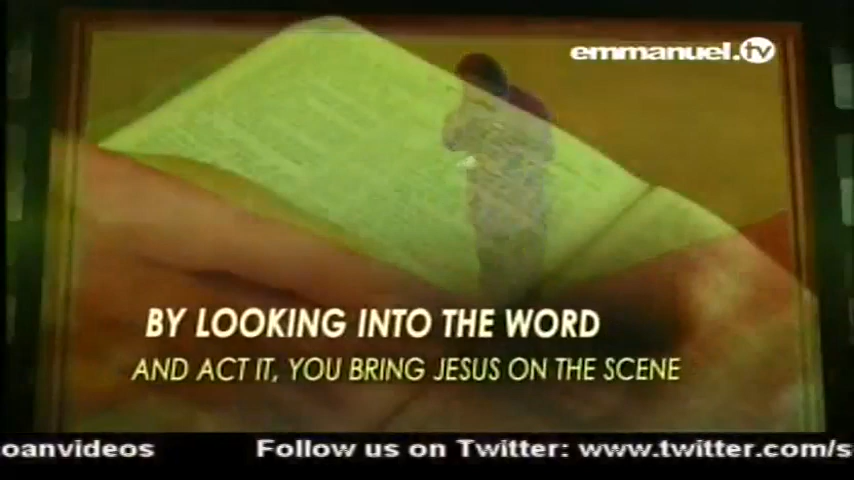 emmanuel.tv
BY LOOKING INTO THE WORD
AND ACT IT, YOU BRING JESUS ON THE SCENE
oanvideos Follow us on Twitter: www.twitter.com/s